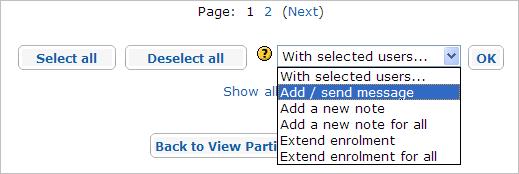 Page: 1 2 (Next)
Select all Deselect all ? With selected users... OK
With selected users...
Add / send message
Show all
Add a new note
Add a new note for all
Extend enrolment
Back to View Parti
Extend enrolment for all